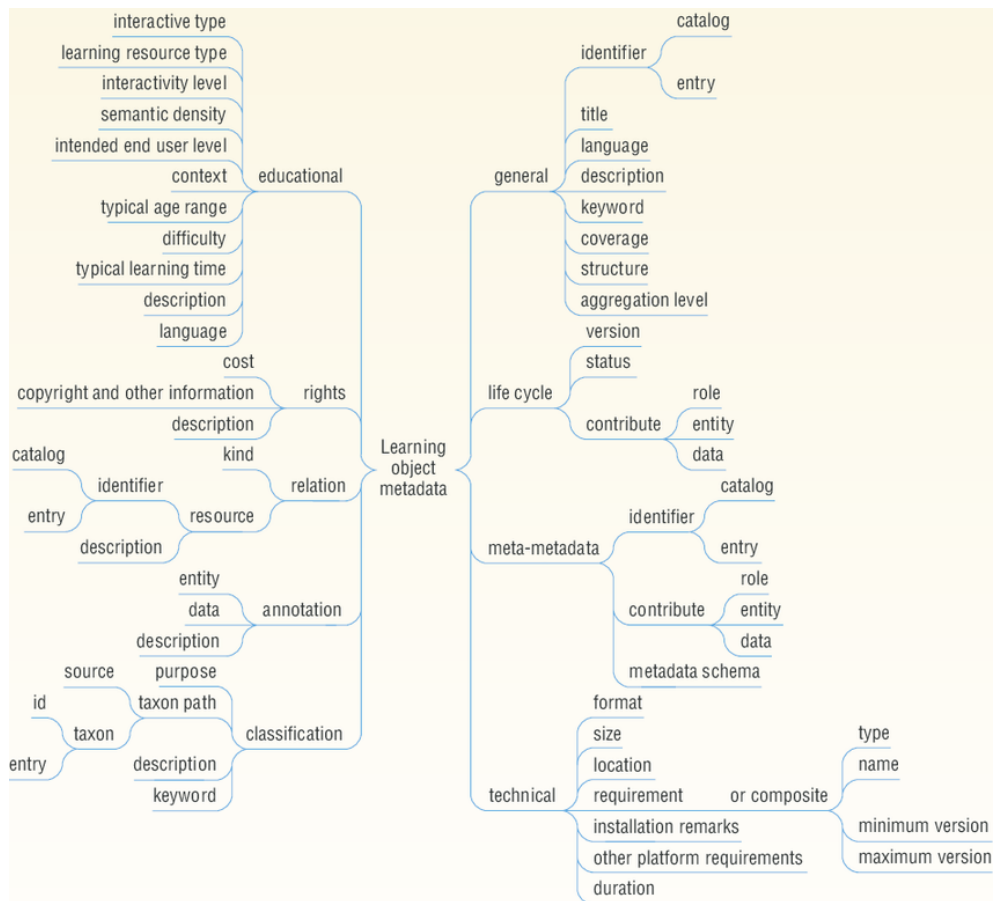 interactive type
learning resource type
interactivity level
semantic density
intended end user level
context
typical age range
difficulty
typical learning time
description
language
educational
cost
copyright and other information
description
rights
kind
catalog
identifier
entry
resource
description
relation
entity
data
description
annotation
purpose
source
taxon path
id
taxon
entry
description
keyword
classification
Learning
object
metadata
general
catalog
identifier
entry
title
language
description
keyword
coverage
structure
aggregation level
life cycle
version
status
contribute
role
entity
data
meta-metadata
catalog
identifier
entry
contribute
role
entity
data
metadata schema
technical
format
size
location
requirement
or composite
type
name
minimum version
maximum version
installation remarks
other platform requirements
duration